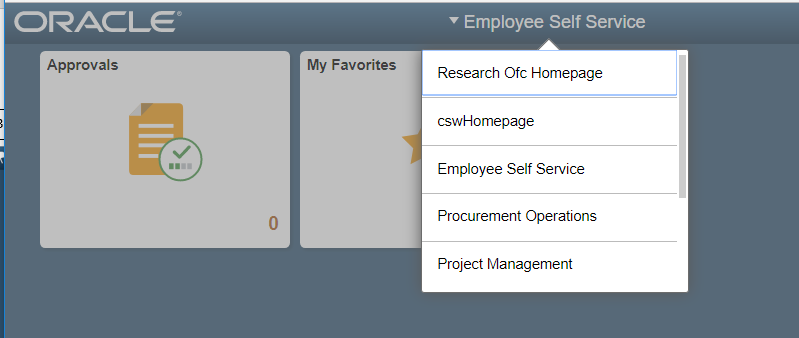 ORACLE®
Employee Self Service
Approvals
My Favorites
0
Research Ofc Homepage
cswHomepage
Employee Self Service
Procurement Operations
Project Management